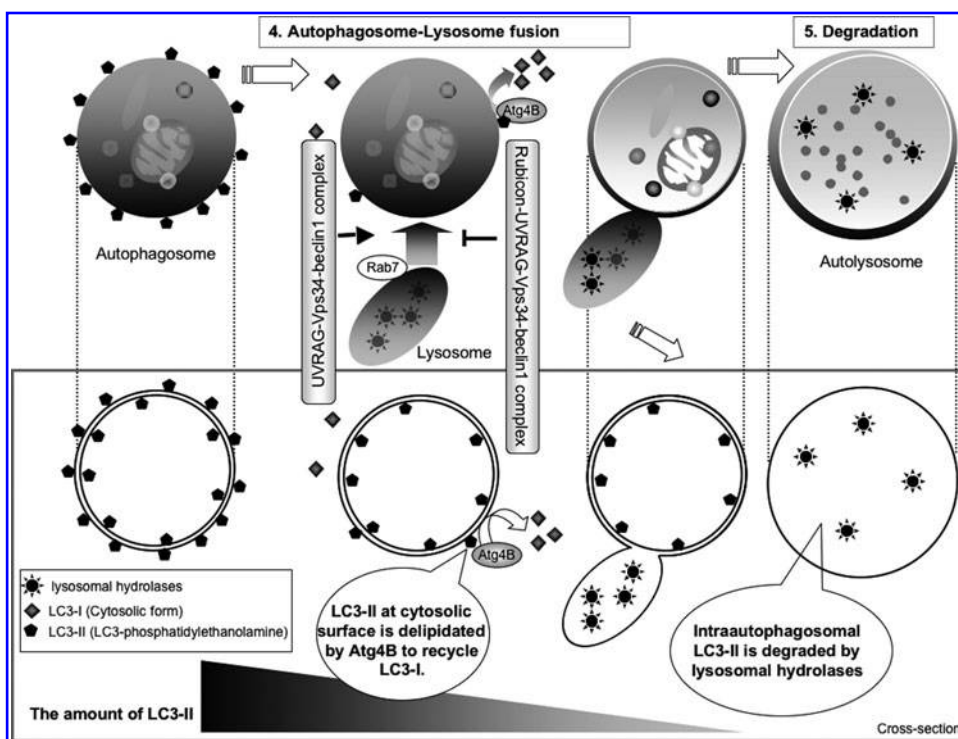 4. Autophagosome-Lysosome fusion
5. Degradation
Atg4B
Autophagosome
UVRAG-Vps34-beclin1 complex
Rab7
Lysosome
Rubicon-UVRAG-Vps34-beclin1 complex
Autolysosome
Atg4B
lysosomal hydrolases
LC3-I (Cytosolic form)
LC3-II (LC3-phosphatidylethanolamine)
LC3-II at cytosolic
surface is delipidated
by Atg4B to recycle
LC3-I.
Intraautophagosomal
LC3-II is degraded by
lysosomal hydrolases
The amount of LC3-II
Cross-section